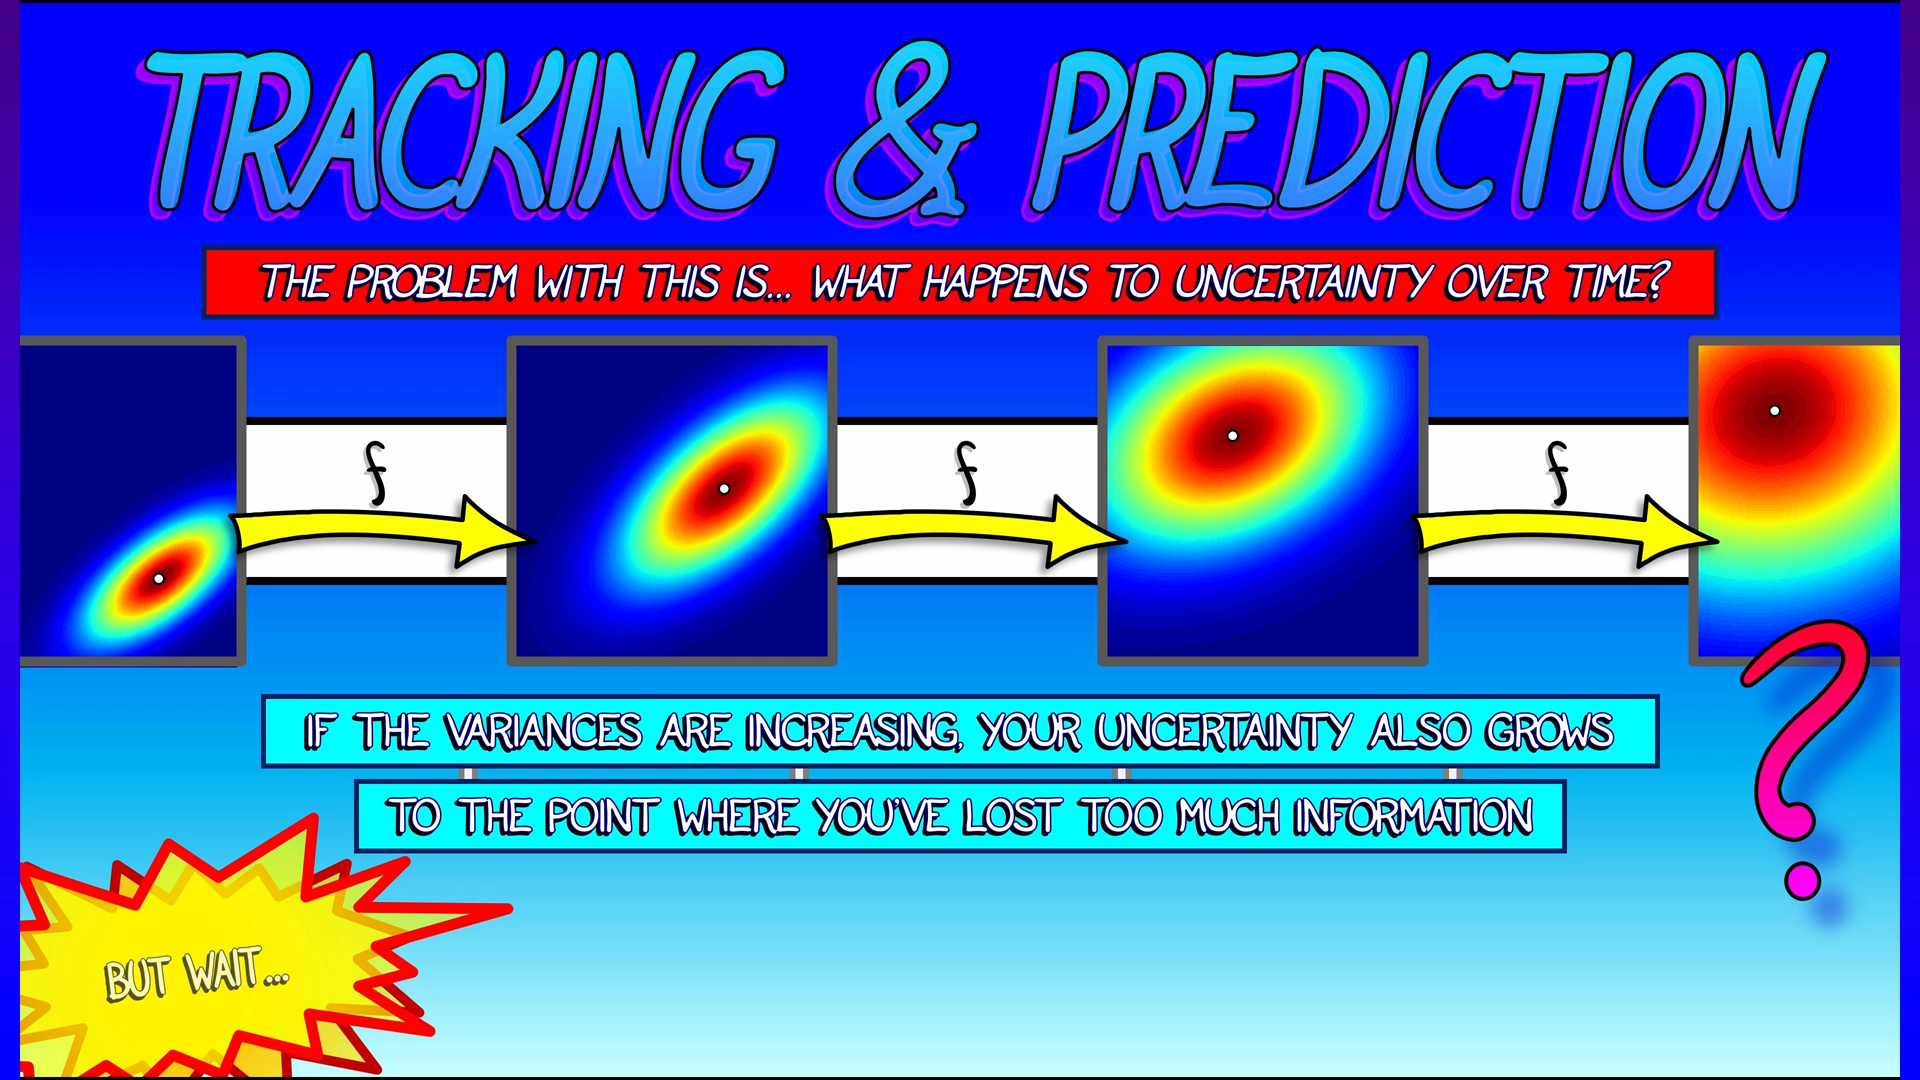 TRACKING & PREDICTION
THE PROBLEM WITH THIS IS... WHAT HAPPENS TO UNCERTAINTY OVER TIME?
f f f
IF THE VARIANCES ARE INCREASING, YOUR UNCERTAINTY ALSO GROWS
TO THE POINT WHERE YOU'VE LOST TOO MUCH INFORMATION
?
BUT WAIT...